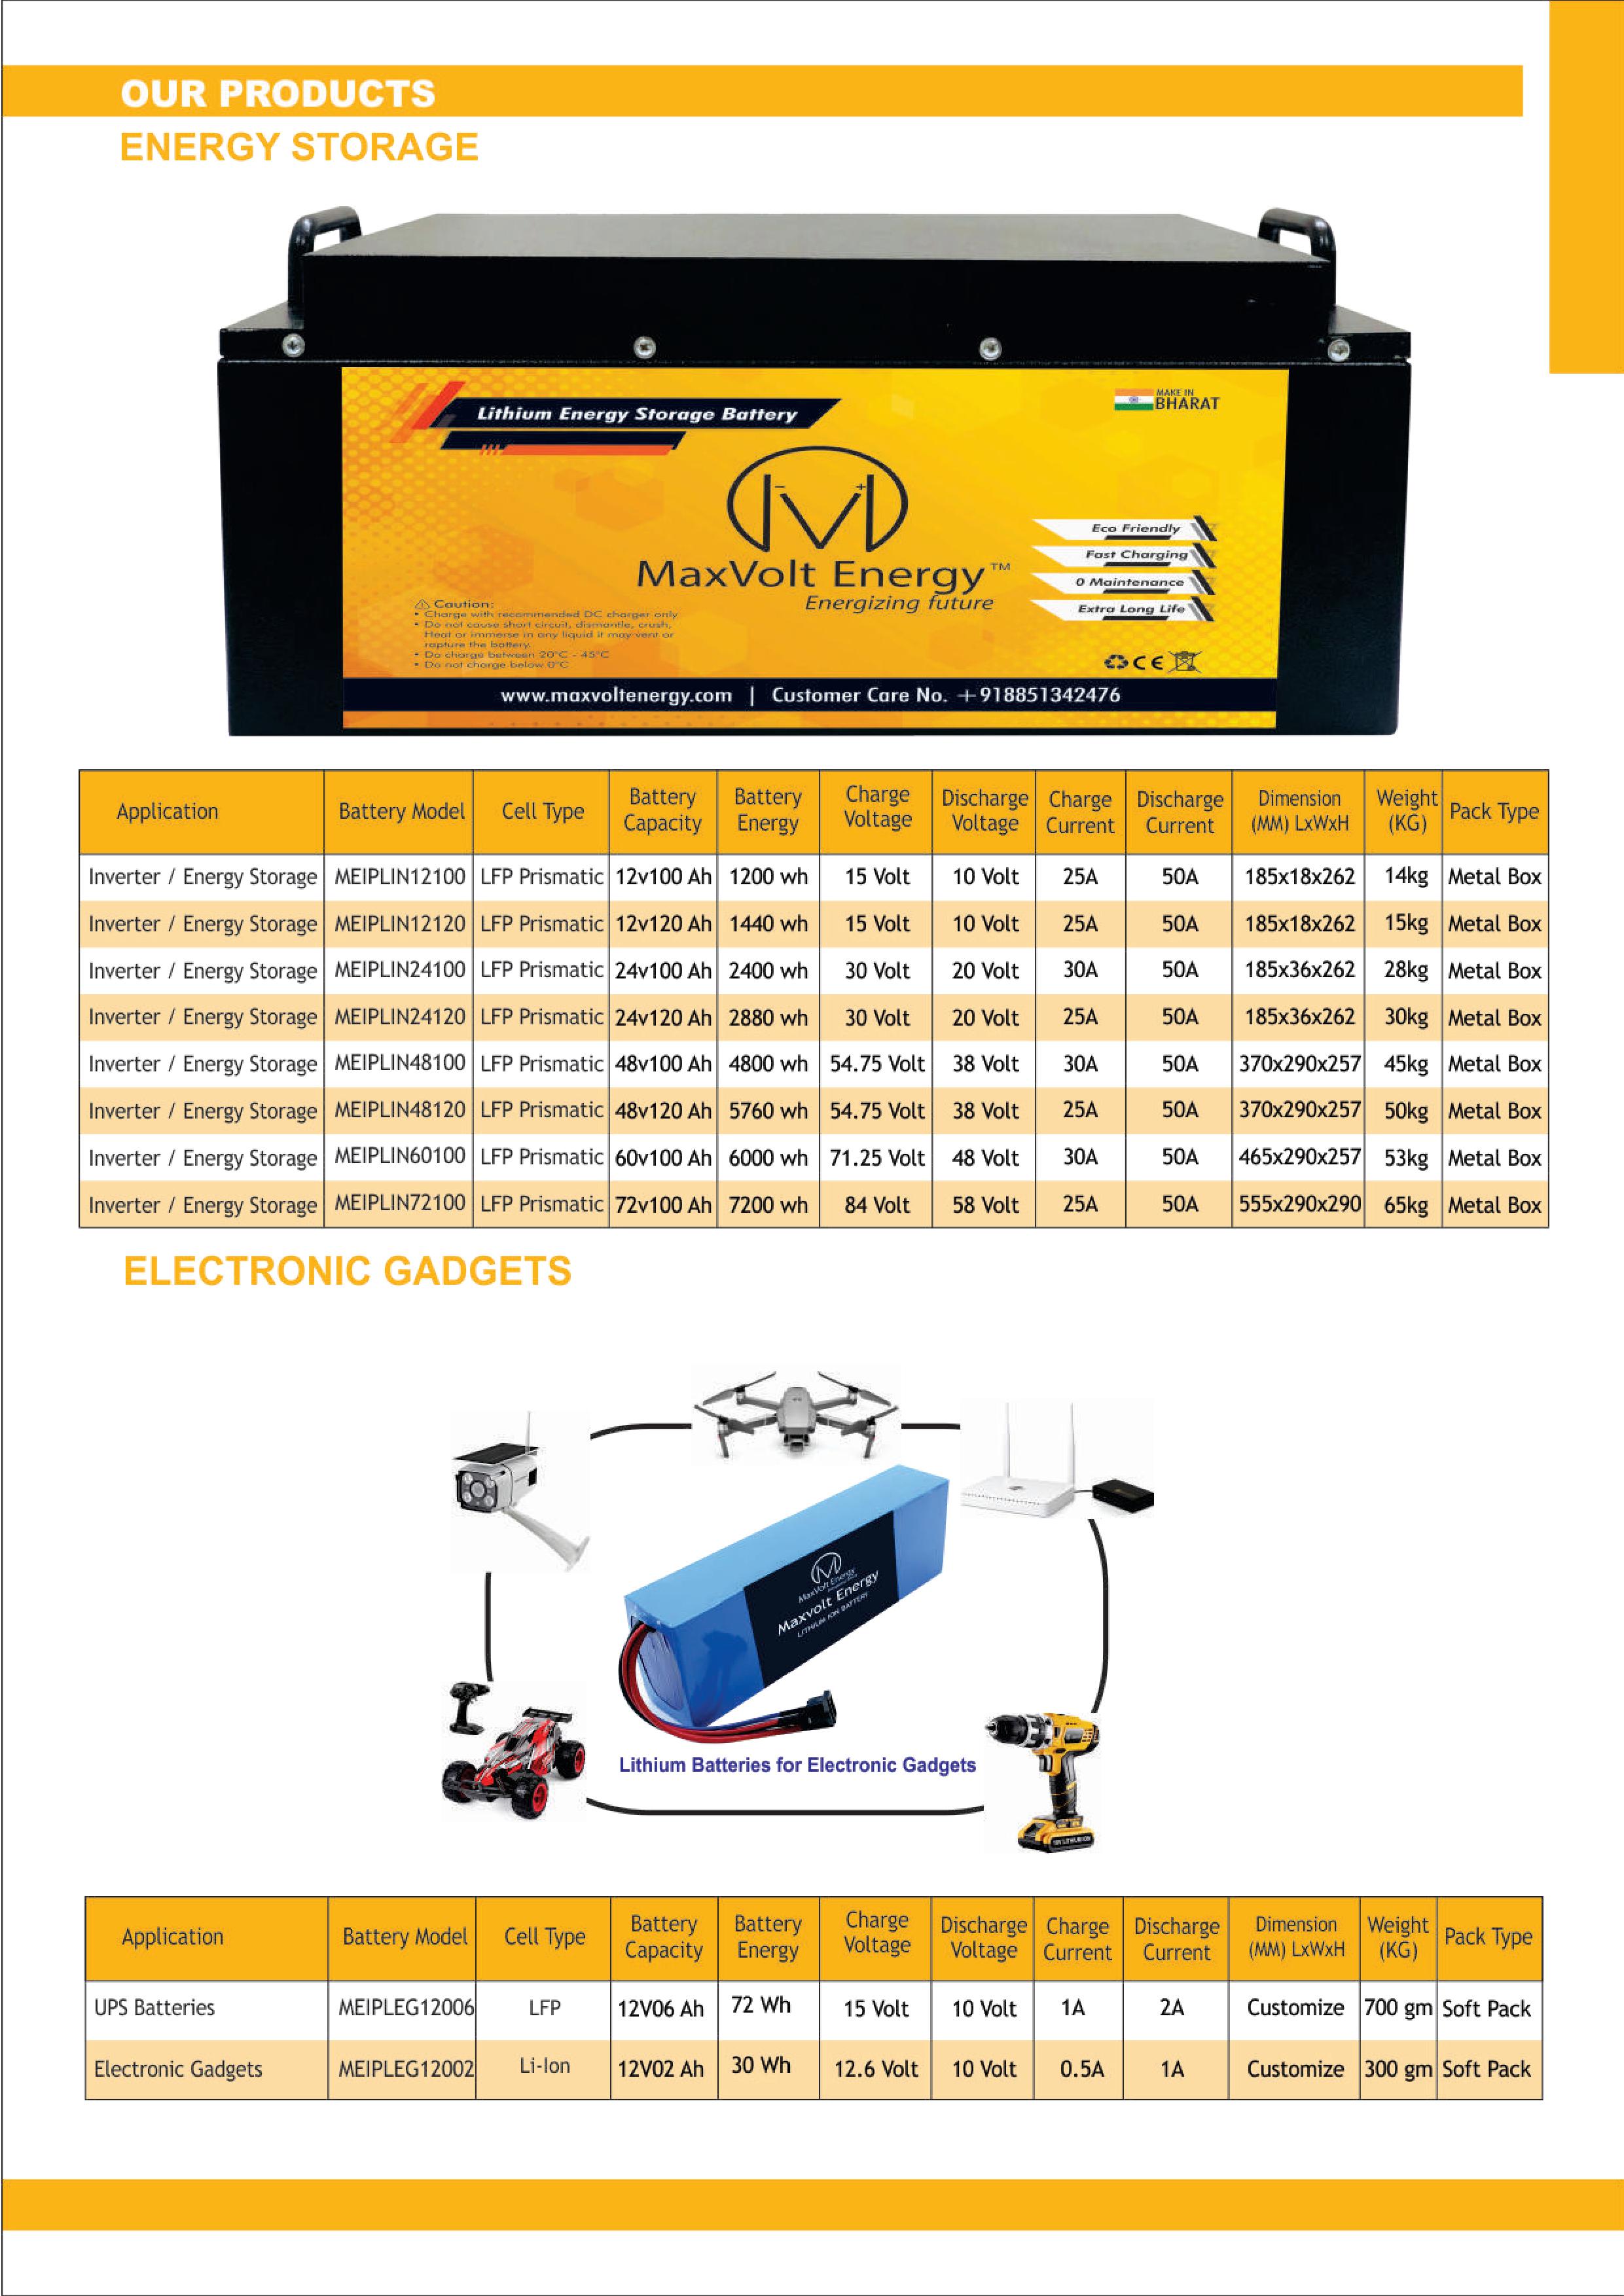 OUR PRODUCTS
ENERGY STORAGE
Lithium Energy Storage Battery
MAKE IN
BHARAT
MaxVolt Energy™
Energizing future
Eco Friendly
Fast Charging
0 Maintenance
Extra Long Life
Caution:
• Charge with recommended DC charger only
• Do not cause short circuit, dismantle, crush,
Heat or immerse in any liquid it may vent or
rapture the battery.
• Do charge between 20°C - 45°C
• Do not charge below 0°C
CE
www.maxvoltenergy.com | Customer Care No. +918851342476
Application Battery Model Cell Type Battery Capacity Battery Energy Charge Voltage Discharge Voltage Charge Current Discharge Current Dimension (MM) LxWxH Weight (KG) Pack Type
Inverter / Energy Storage MEIPLIN12100 LFP Prismatic 12v100 Ah 1200 wh 15 Volt 10 Volt 25A 50A 185x18x262 14kg Metal Box
Inverter / Energy Storage MEIPLIN12120 LFP Prismatic 12v120 Ah 1440 wh 15 Volt 10 Volt 25A 50A 185x18x262 15kg Metal Box
Inverter / Energy Storage MEIPLIN24100 LFP Prismatic 24v100 Ah 2400 wh 30 Volt 20 Volt 30A 50A 185x36x262 28kg Metal Box
Inverter / Energy Storage MEIPLIN24120 LFP Prismatic 24v120 Ah 2880 wh 30 Volt 20 Volt 25A 50A 185x36x262 30kg Metal Box
Inverter / Energy Storage MEIPLIN48100 LFP Prismatic 48v100 Ah 4800 wh 54.75 Volt 38 Volt 30A 50A 370x290x257 45kg Metal Box
Inverter / Energy Storage MEIPLIN48120 LFP Prismatic 48v120 Ah 5760 wh 54.75 Volt 38 Volt 25A 50A 370x290x257 50kg Metal Box
Inverter / Energy Storage MEIPLIN60100 LFP Prismatic 60v100 Ah 6000 wh 71.25 Volt 48 Volt 30A 50A 465x290x257 53kg Metal Box
Inverter / Energy Storage MEIPLIN72100 LFP Prismatic 72v100 Ah 7200 wh 84 Volt 58 Volt 25A 50A 555x290x290 65kg Metal Box
ELECTRONIC GADGETS
MaxVolt Energy
Maxvolt Energy
LITHIUM ION BATTERY
Lithium Batteries for Electronic Gadgets
Application Battery Model Cell Type Battery Capacity Battery Energy Charge Voltage Discharge Voltage Charge Current Discharge Current Dimension (MM) LxWxH Weight (KG) Pack Type
UPS Batteries MEIPLEG12006 LFP 12V06 Ah 72 Wh 15 Volt 10 Volt 1A 2A Customize 700 gm Soft Pack
Electronic Gadgets MEIPLEG12002 Li-Ion 12V02 Ah 30 Wh 12.6 Volt 10 Volt 0.5A 1A Customize 300 gm Soft Pack